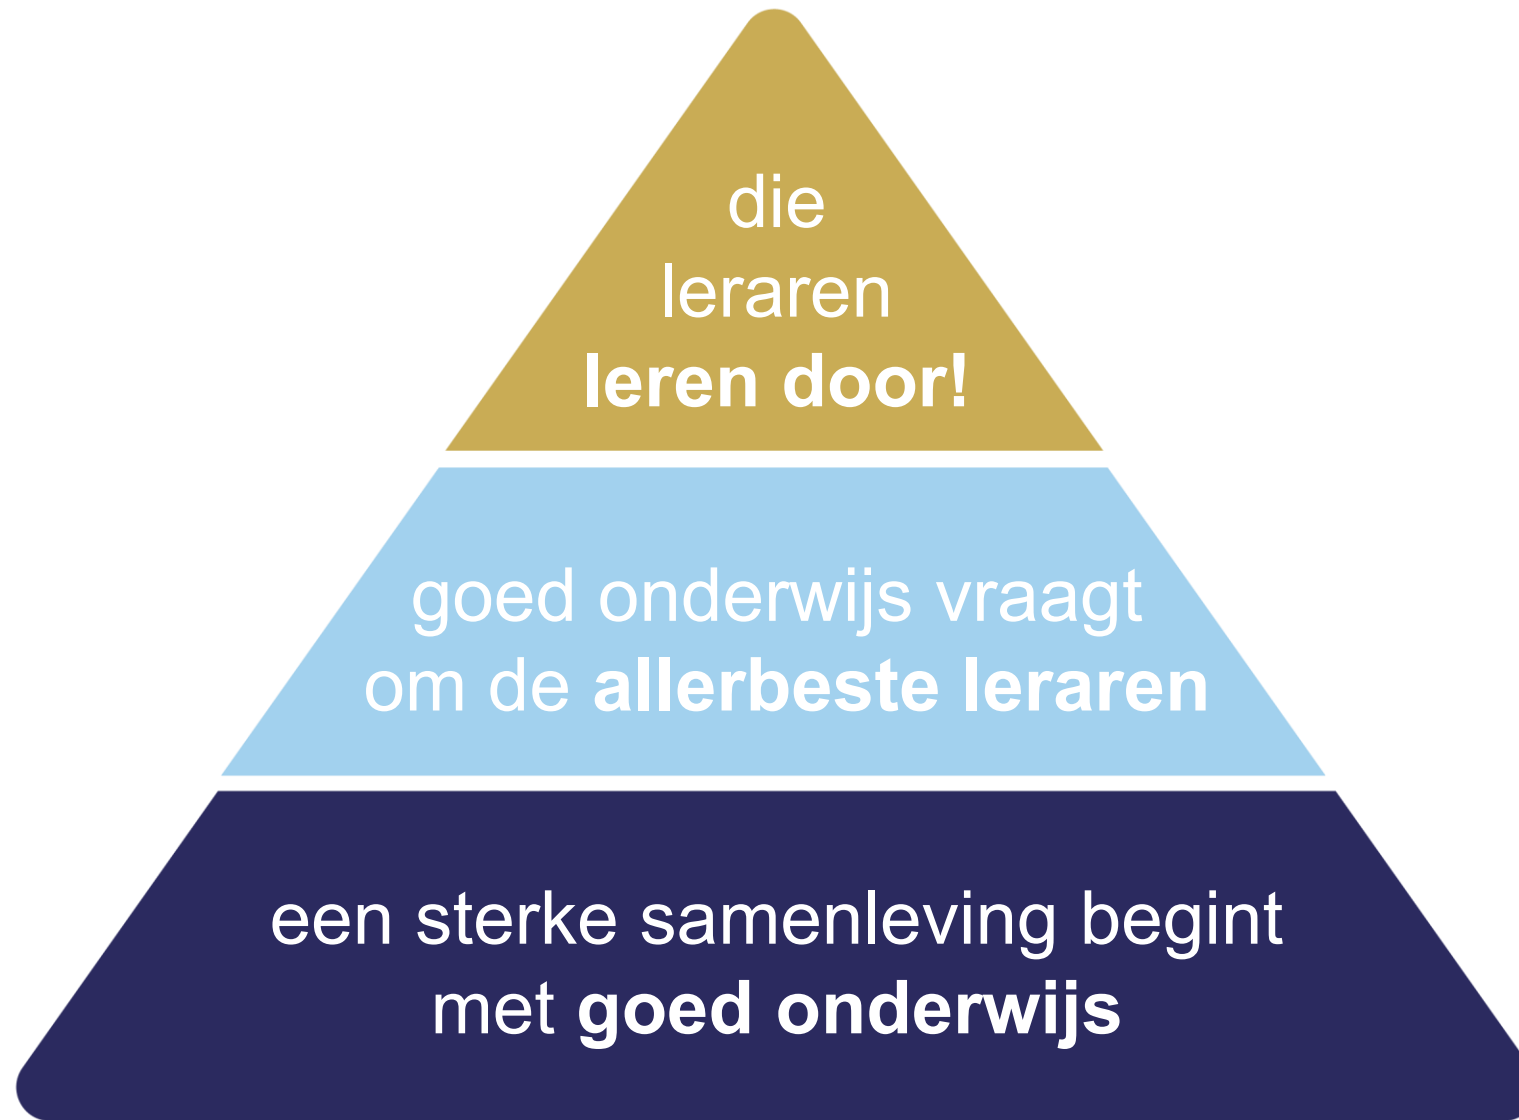 die
leraren
leren door!
goed onderwijs vraagt
om de allerbeste leraren
een sterke samenleving begint
met goed onderwijs